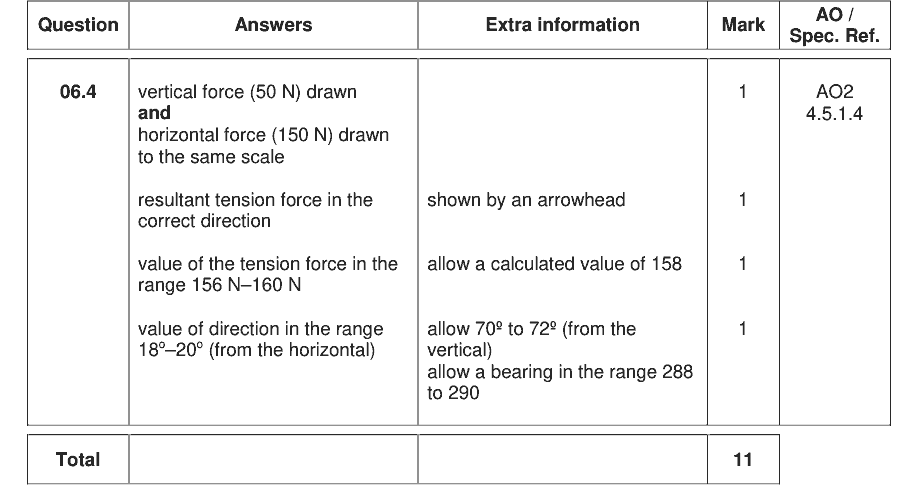 Question Answers Extra information Mark AO /
Spec. Ref.
06.4 vertical force (50 N) drawn 1 AO2
and 4.5.1.4
horizontal force (150 N) drawn
to the same scale
resultant tension force in the shown by an arrowhead 1
correct direction
value of the tension force in the allow a calculated value of 158 1
range 156 N–160 N
value of direction in the range allow 70º to 72º (from the 1
18º–20º (from the horizontal) vertical)
allow a bearing in the range 288
to 290
Total 11